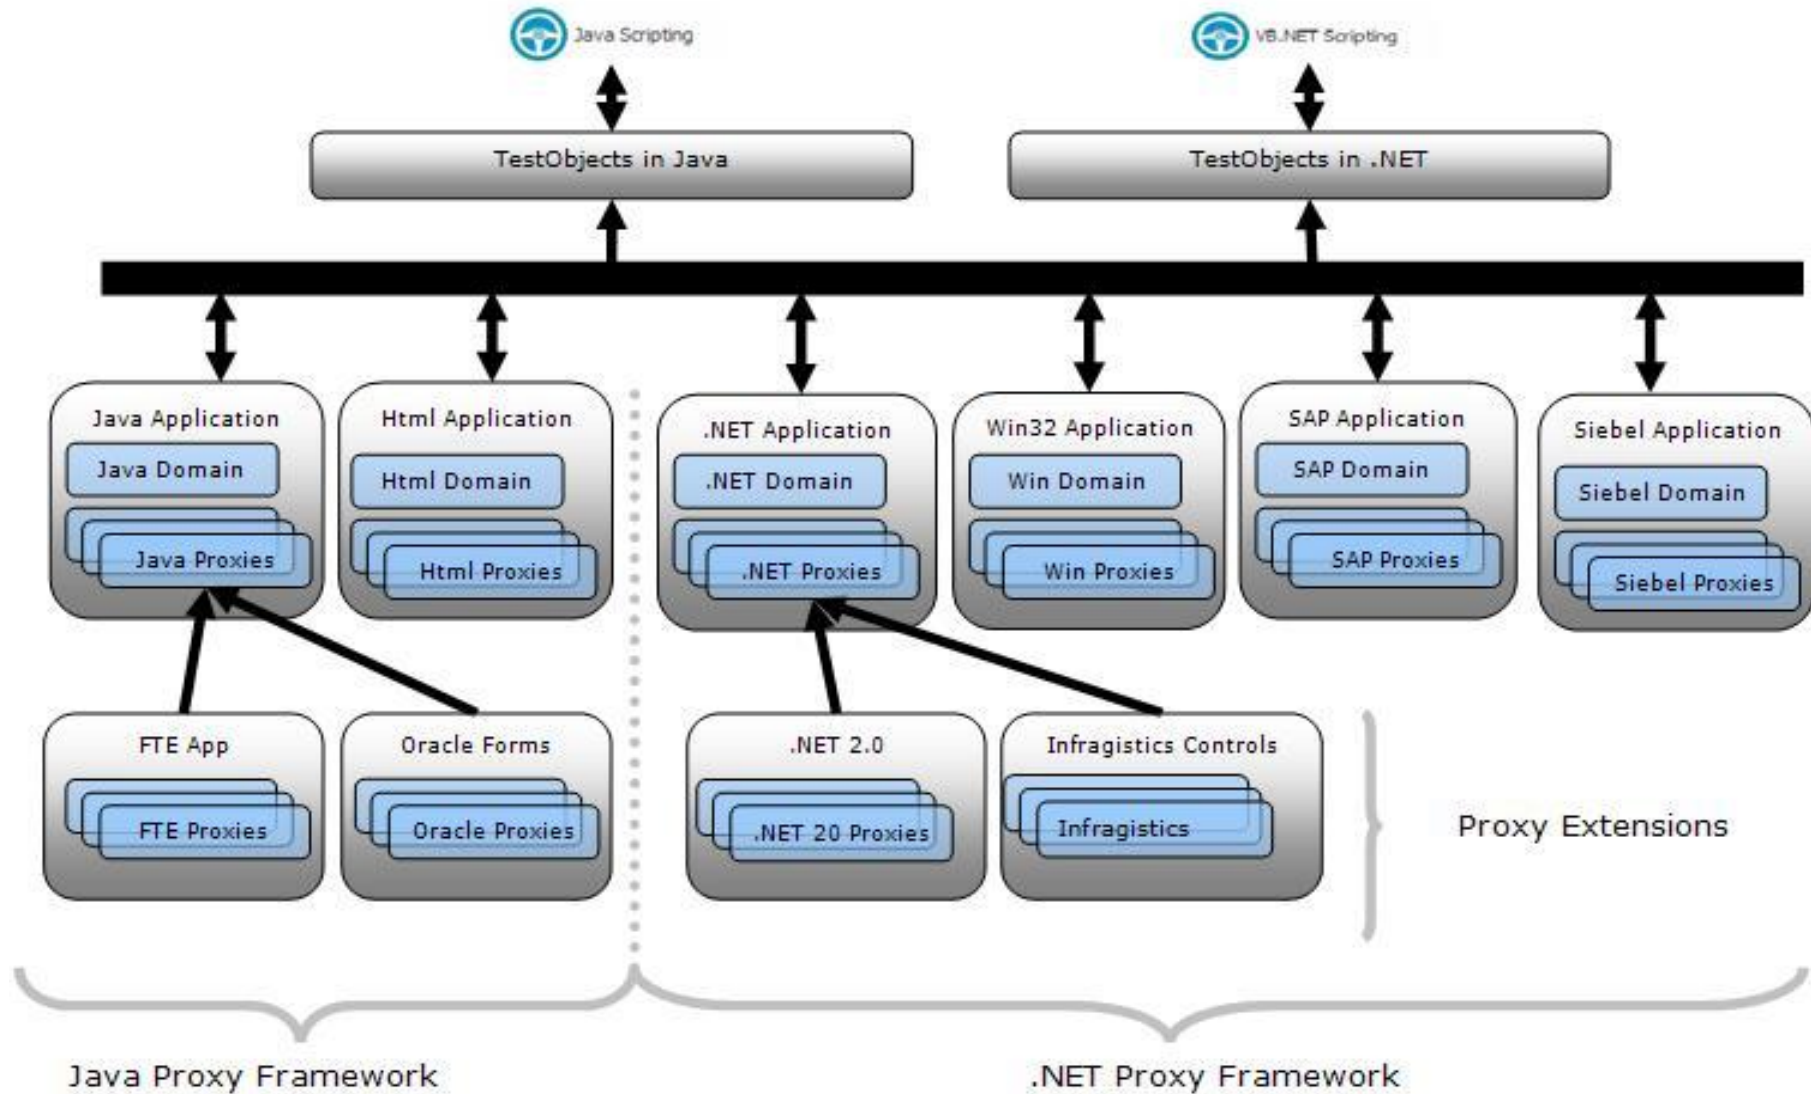 Java Scripting
VB.NET Scripting
TestObjects in Java
TestObjects in .NET
Java Application
Html Application
.NET Application
Win32 Application
SAP Application
Siebel Application
Java Domain
Html Domain
.NET Domain
Win Domain
SAP Domain
Siebel Domain
Java Proxies
Html Proxies
.NET Proxies
Win Proxies
SAP Proxies
Siebel Proxies
FTE App
Oracle Forms
.NET 2.0
Infragistics Controls
FTE Proxies
Oracle Proxies
.NET 20 Proxies
Infragistics
Proxy Extensions
Java Proxy Framework
.NET Proxy Framework